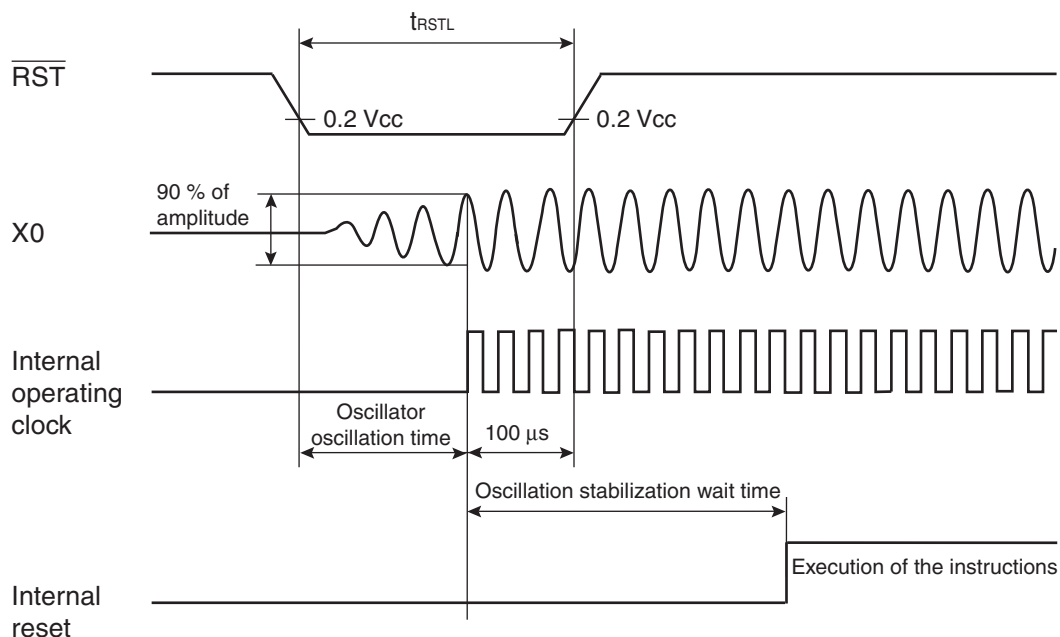 tRSTL
RST
0.2 Vcc
0.2 Vcc
90 % of
amplitude
X0
Internal
operating
clock
Oscillator
oscillation time
100 μs
Oscillation stabilization wait time
Execution of the instructions
Internal
reset